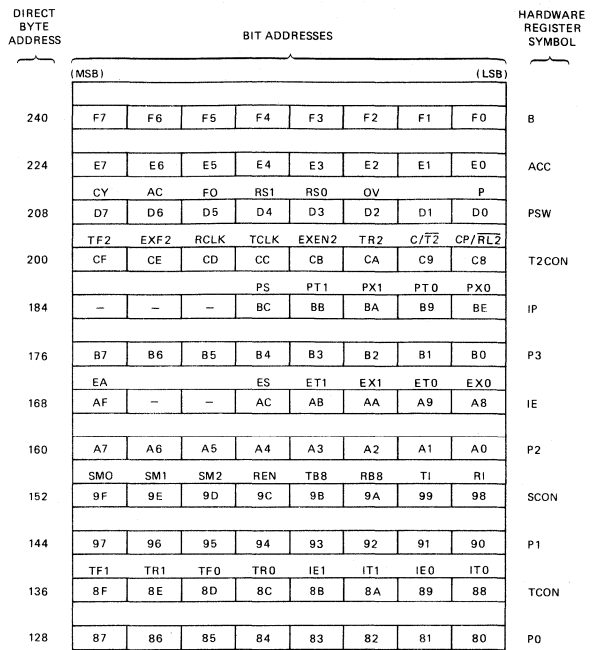 DIRECT BYTE ADDRESS BIT ADDRESSES HARDWARE REGISTER SYMBOL
(MSB) (LSB)
240 F7 F6 F5 F4 F3 F2 F1 F0 B
224 E7 E6 E5 E4 E3 E2 E1 E0 ACC
CY AC FO RS1 RS0 OV P
208 D7 D6 D5 D4 D3 D2 D1 D0 PSW
TF2 EXF2 RCLK TCLK EXEN2 TR2 C/T̅2̅ CP/R̅L̅2̅
200 CF CE CD CC CB CA C9 C8 T2CON
PS PT1 PX1 PT0 PX0
184 – – – BC BB BA B9 BE IP
176 B7 B6 B5 B4 B3 B2 B1 B0 P3
EA ES ET1 EX1 ET0 EX0
168 AF – – AC AB AA A9 A8 IE
160 A7 A6 A5 A4 A3 A2 A1 A0 P2
SM0 SM1 SM2 REN TB8 RB8 TI RI
152 9F 9E 9D 9C 9B 9A 99 98 SCON
144 97 96 95 94 93 92 91 90 P1
TF1 TR1 TF0 TR0 IE1 IT1 IE0 IT0
136 8F 8E 8D 8C 8B 8A 89 88 TCON
128 87 86 85 84 83 82 81 80 P0